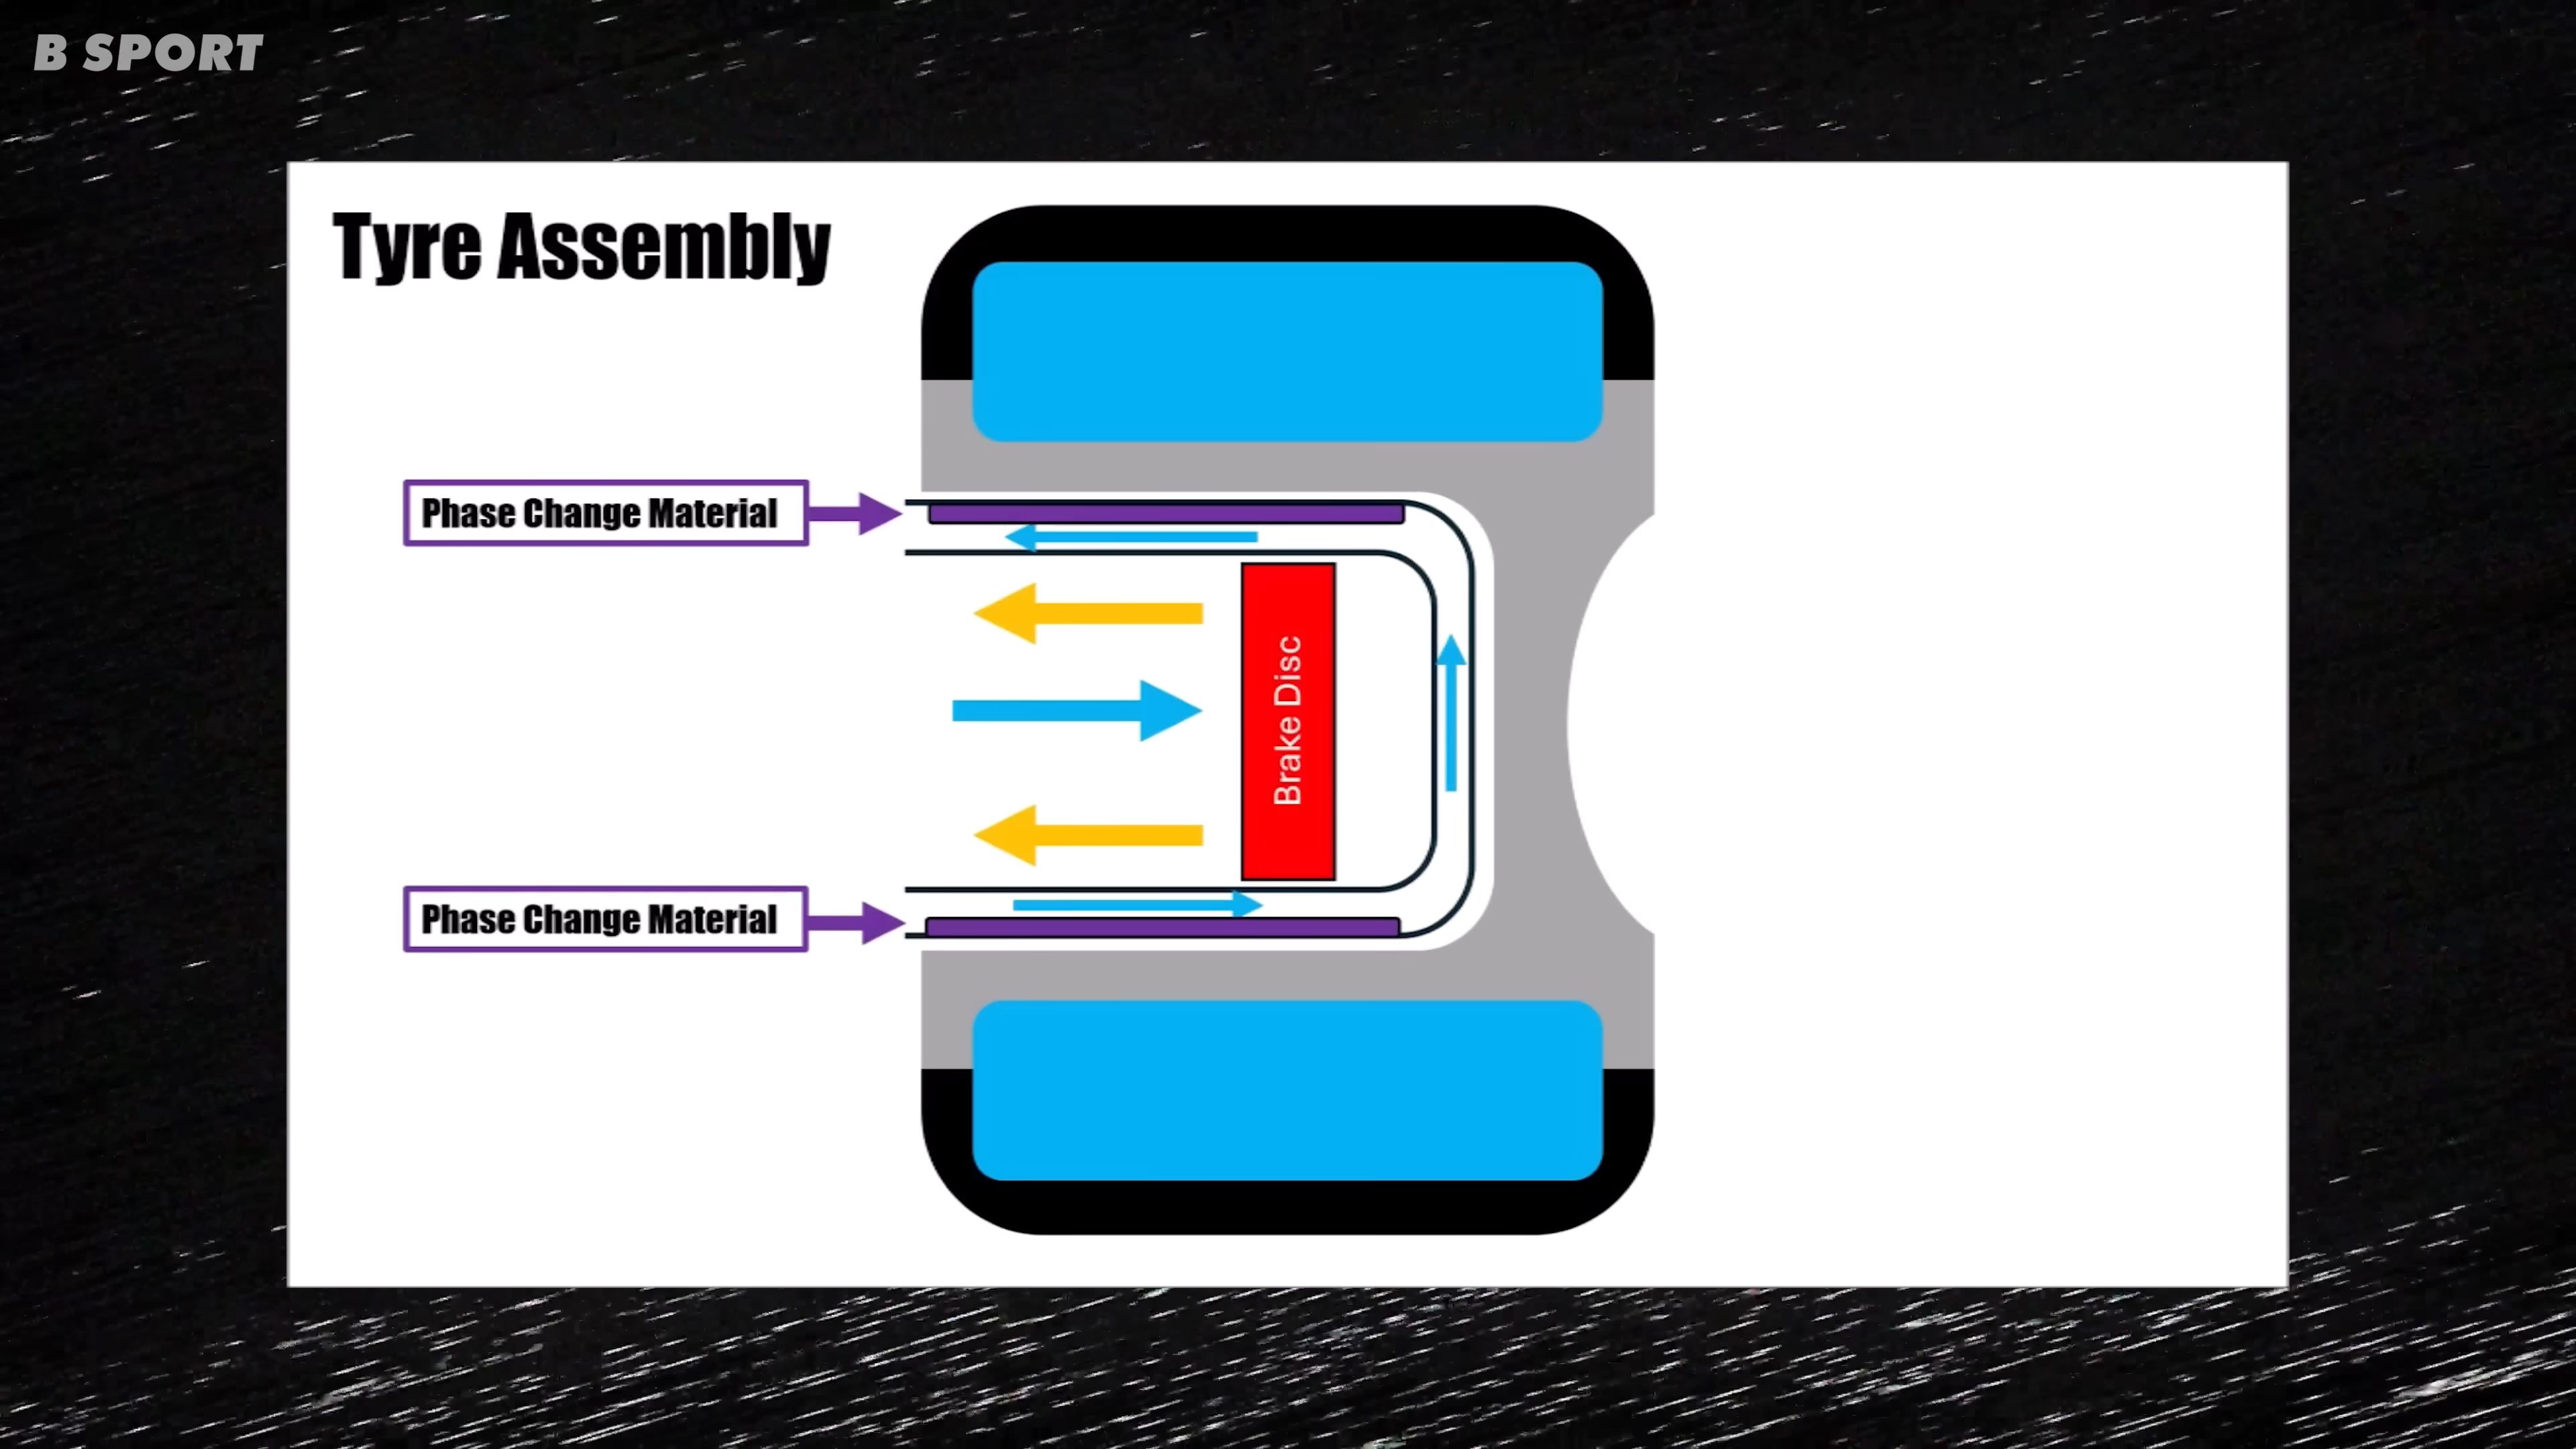 B SPORT
Tyre Assembly
Phase Change Material
Brake Disc
Phase Change Material